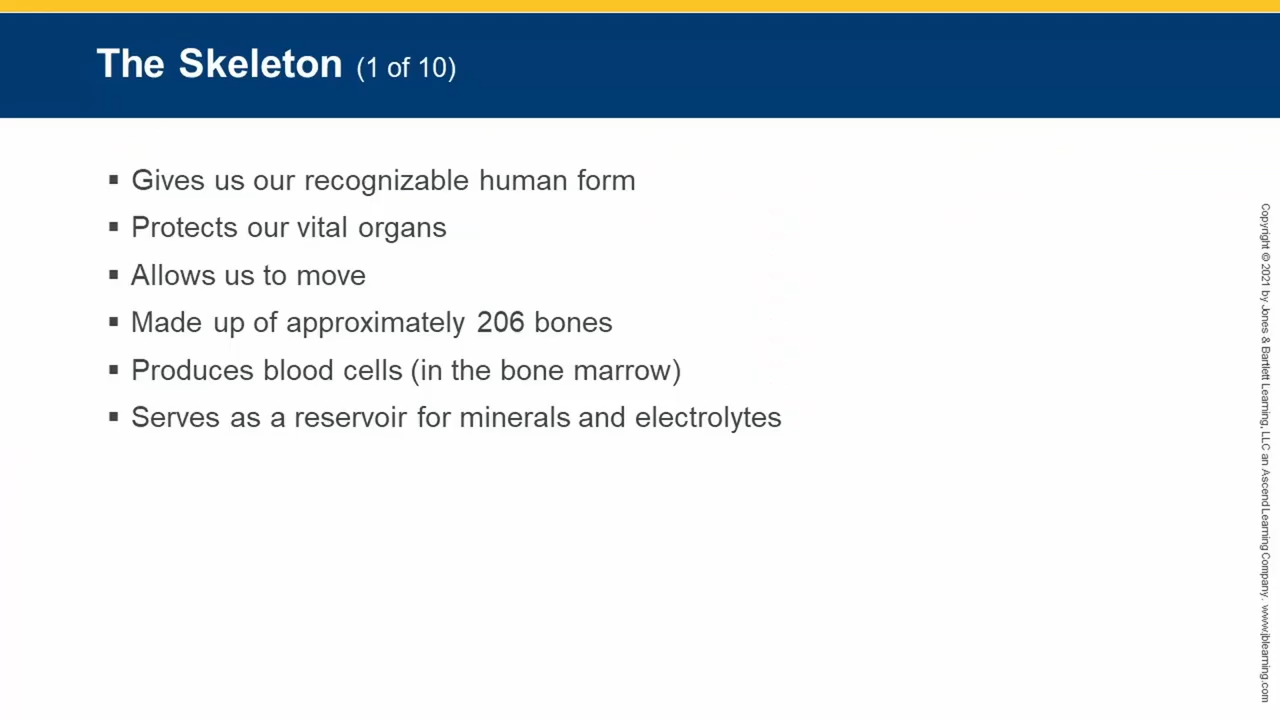 The Skeleton (1 of 10)
▪ Gives us our recognizable human form
▪ Protects our vital organs
▪ Allows us to move
▪ Made up of approximately 206 bones
▪ Produces blood cells (in the bone marrow)
▪ Serves as a reservoir for minerals and electrolytes
Copyright © 2021 by Jones & Bartlett Learning, LLC an Ascend Learning Company. www.jblearning.com